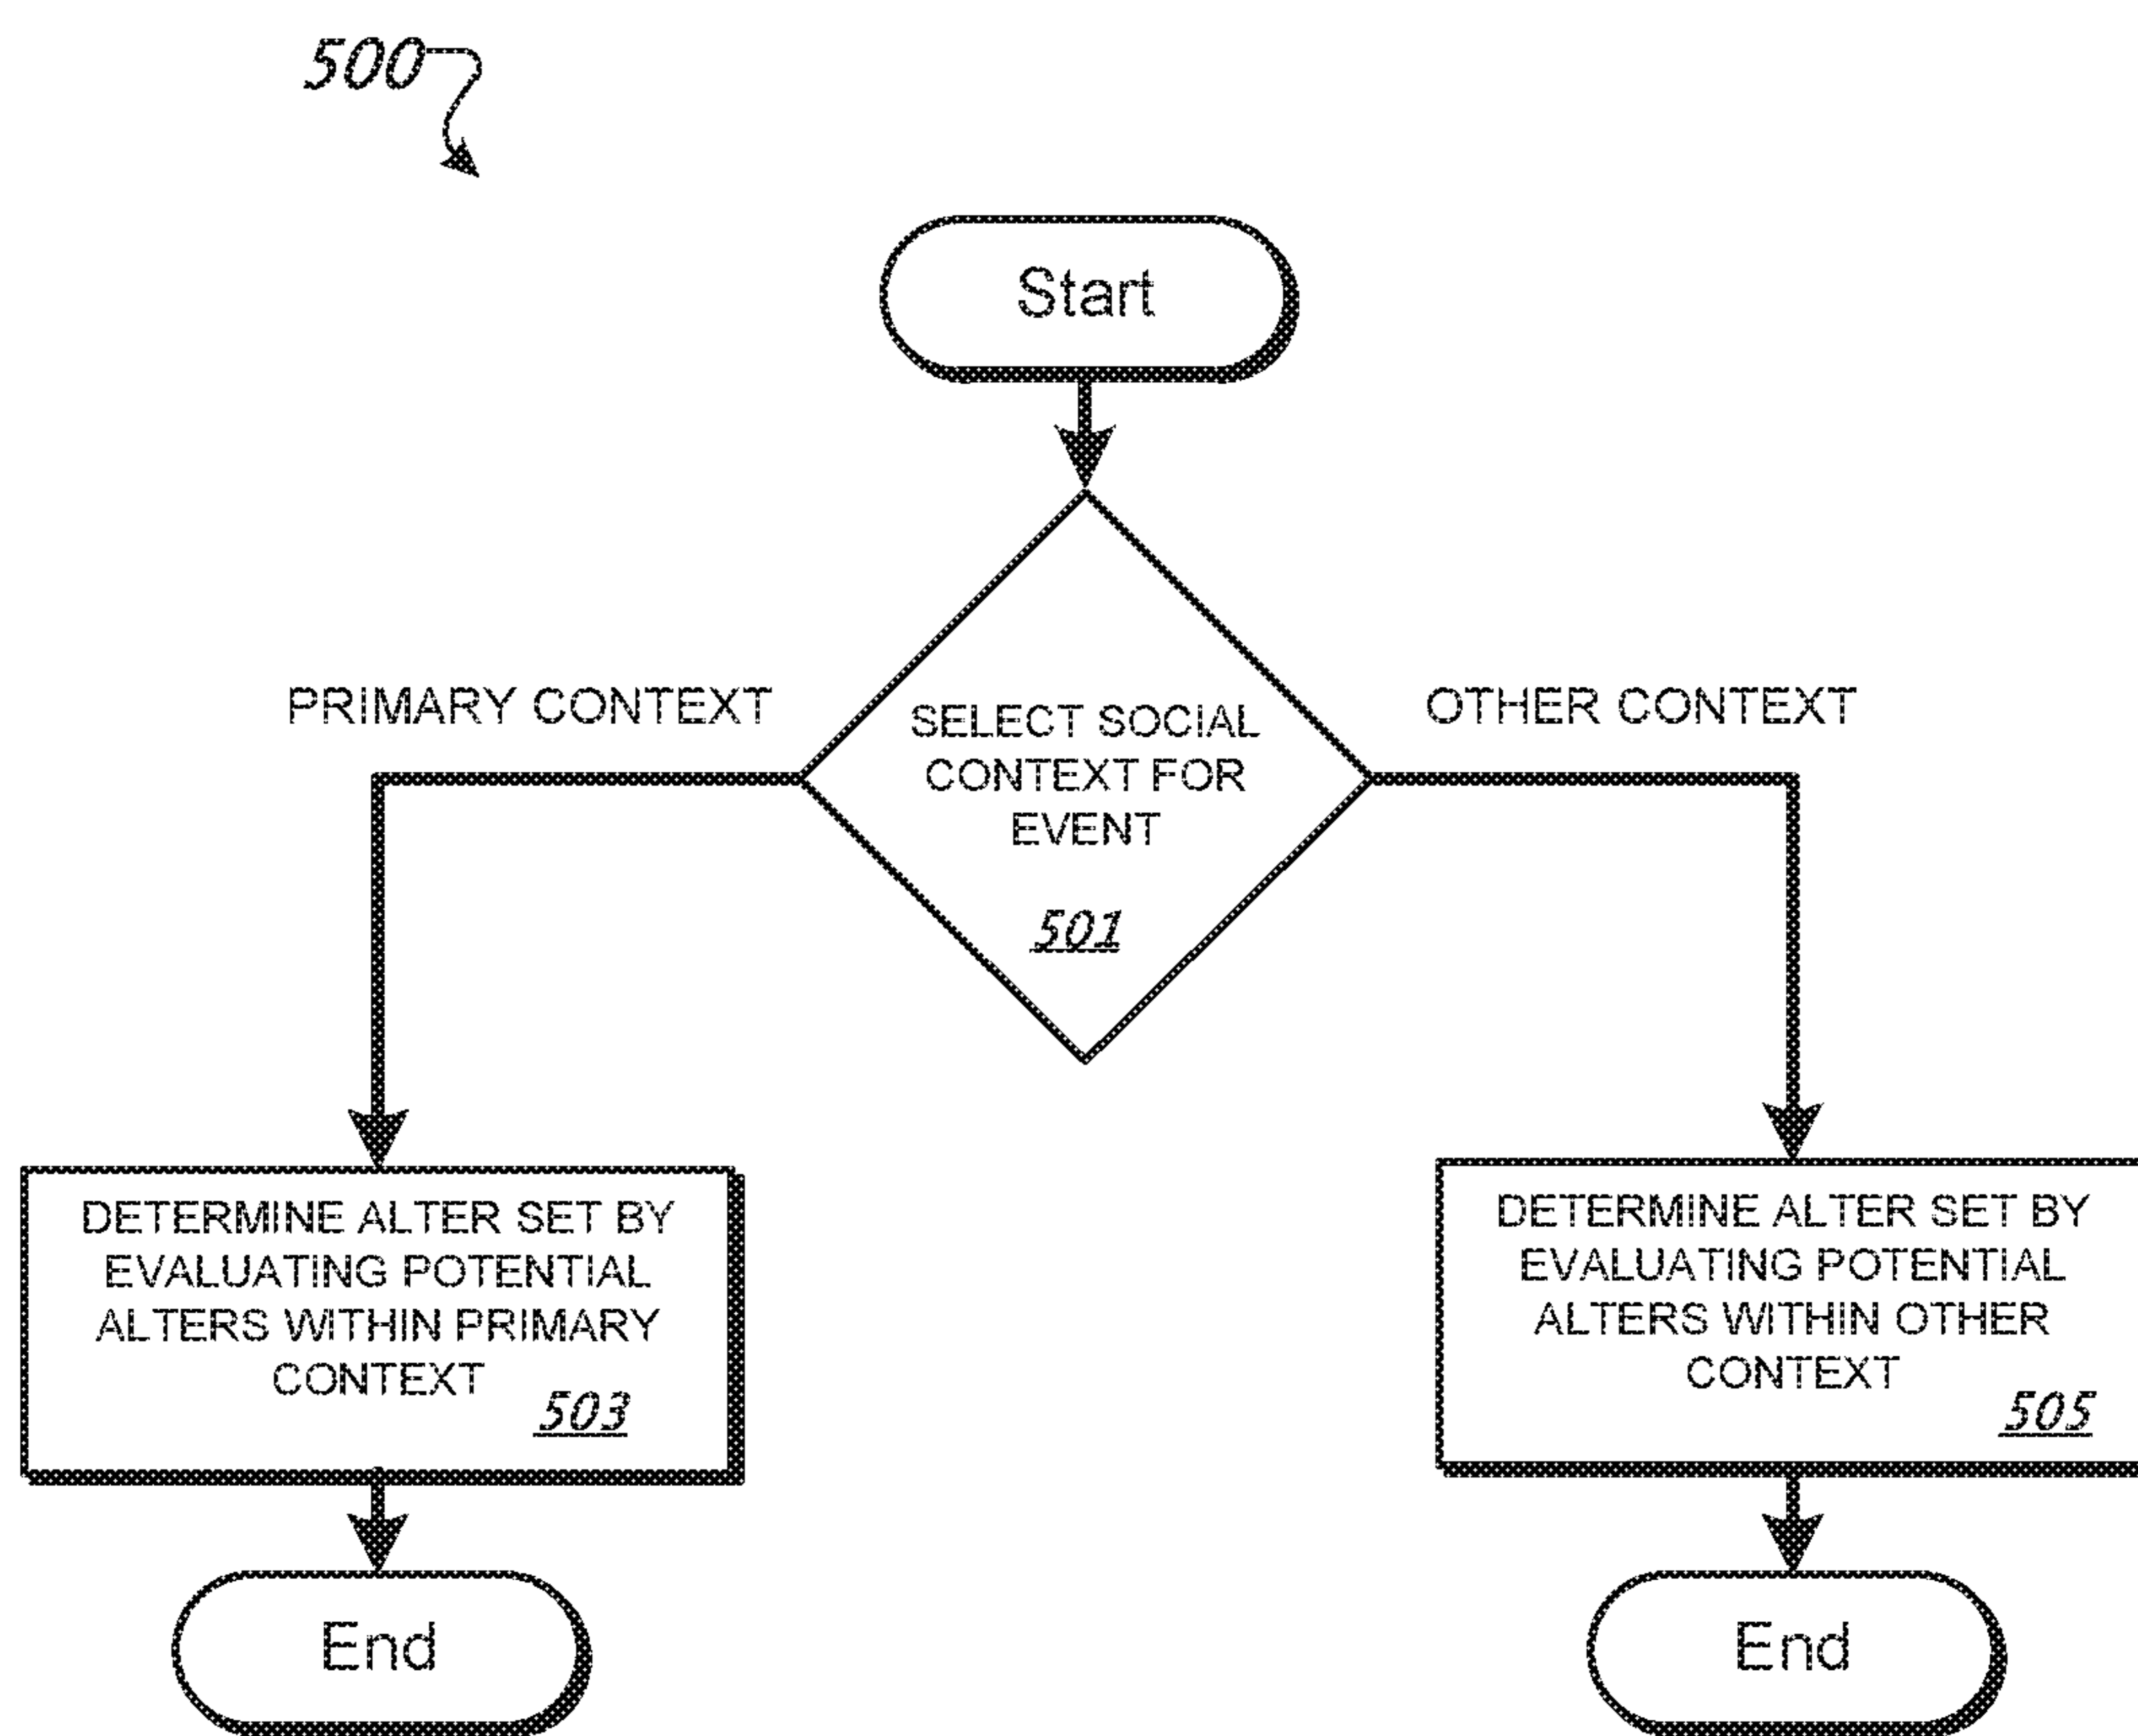 500
Start
PRIMARY CONTEXT
OTHER CONTEXT
SELECT SOCIAL
CONTEXT FOR
EVENT
501
DETERMINE ALTER SET BY
EVALUATING POTENTIAL
ALTERS WITHIN PRIMARY
CONTEXT
503
DETERMINE ALTER SET BY
EVALUATING POTENTIAL
ALTERS WITHIN OTHER
CONTEXT
505
End
End